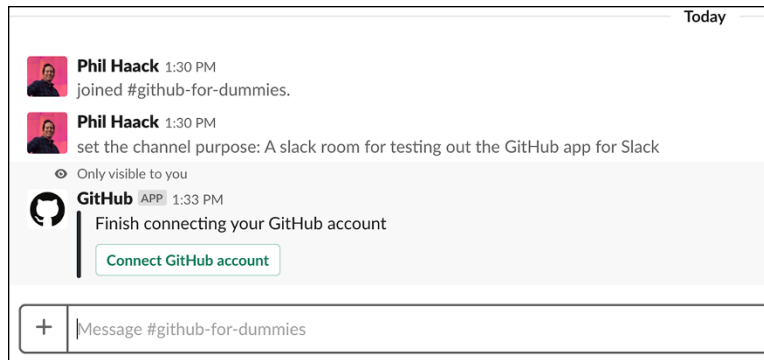 Today
Phil Haack 1:30 PM
joined #github-for-dummies.
Phil Haack 1:30 PM
set the channel purpose: A slack room for testing out the GitHub app for Slack
Only visible to you
GitHub APP 1:33 PM
Finish connecting your GitHub account
Connect GitHub account
+ Message #github-for-dummies